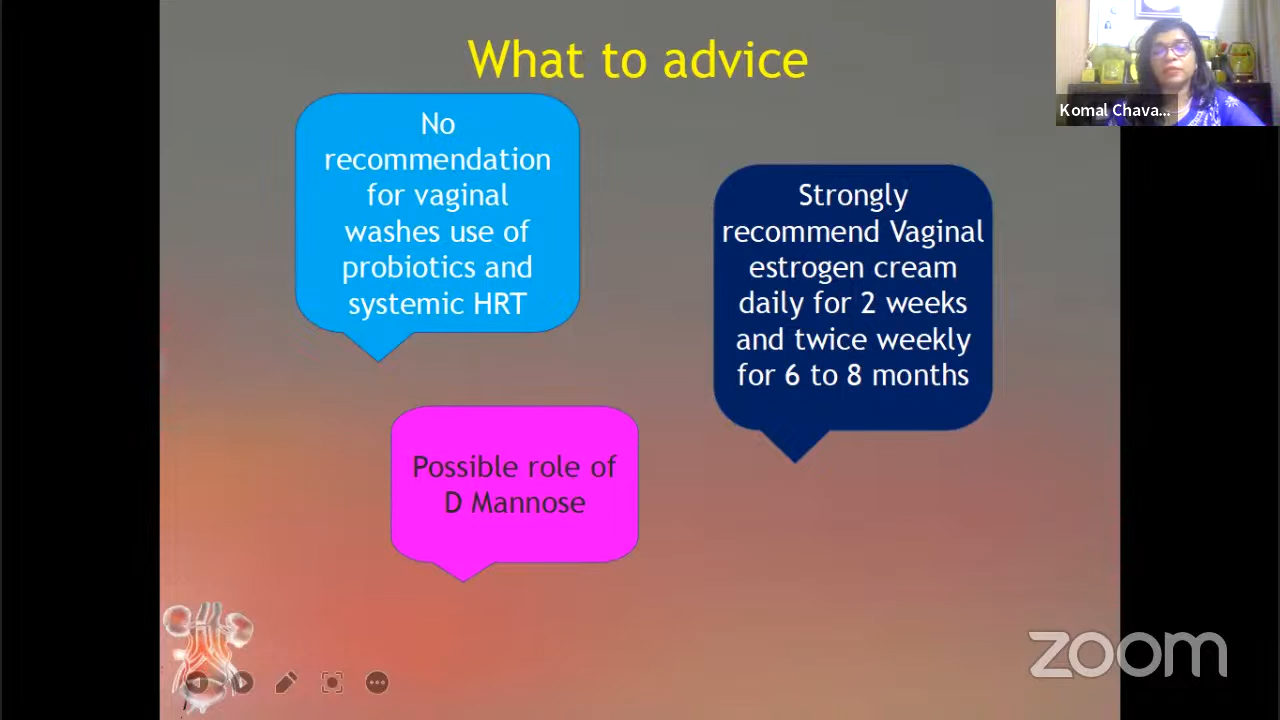 What to advice
Komal Chava...
No
recommendation
for vaginal
washes use of
probiotics and
systemic HRT
Strongly
recommend Vaginal
estrogen cream
daily for 2 weeks
and twice weekly
for 6 to 8 months
Possible role of
D Mannose
zoom